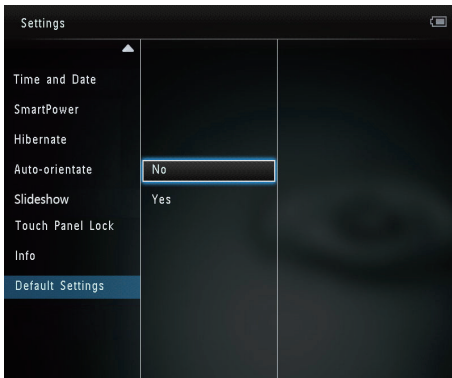 Settings
Time and Date
SmartPower
Hibernate
Auto-orientate
No
Slideshow
Yes
Touch Panel Lock
Info
Default Settings